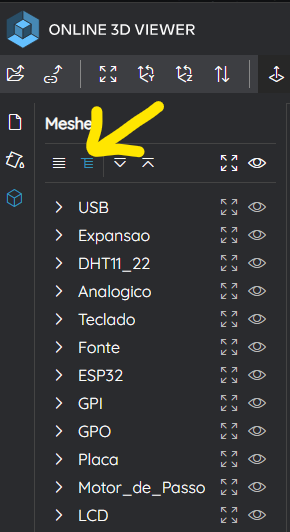 ONLINE 3D VIEWER
Meshe
USB
Expansao
DHT11_22
Analogico
Teclado
Fonte
ESP32
GPI
GPO
Placa
Motor_de_Passo
LCD